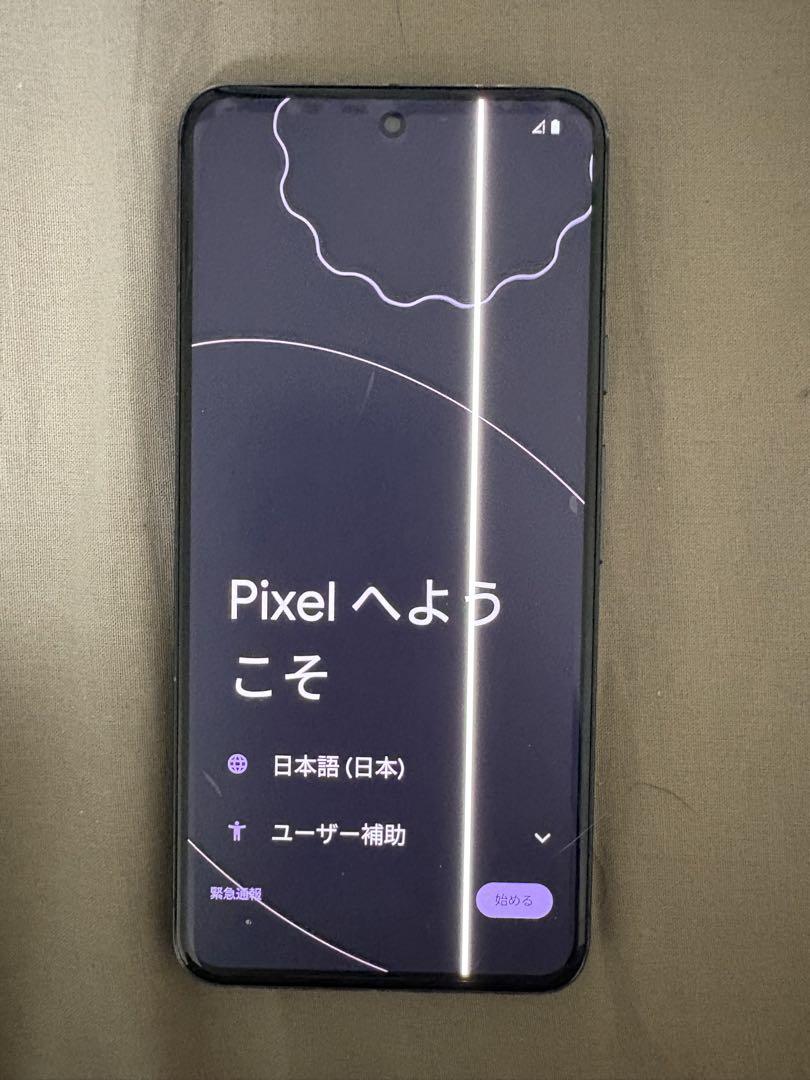 Pixel へよう
こそ
日本語 (日本)
ユーザー補助
緊急通報
始める